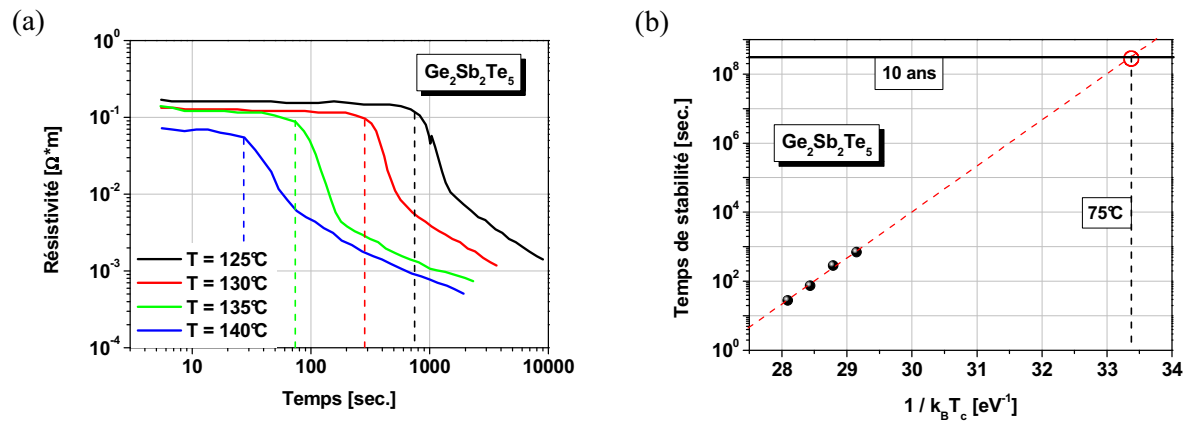 (a)
Résistivité [Ω*m]
10⁰
10⁻¹
10⁻²
10⁻³
10⁻⁴
Ge₂Sb₂Te₅
T = 125°C
T = 130°C
T = 135°C
T = 140°C
10
100
1000
10000
Temps [sec.]
(b)
Temps de stabilité [sec.]
10⁸
10⁶
10⁴
10²
10⁰
10 ans
Ge₂Sb₂Te₅
75°C
28
29
30
31
32
33
34
1 / k_BT_c [eV⁻¹]